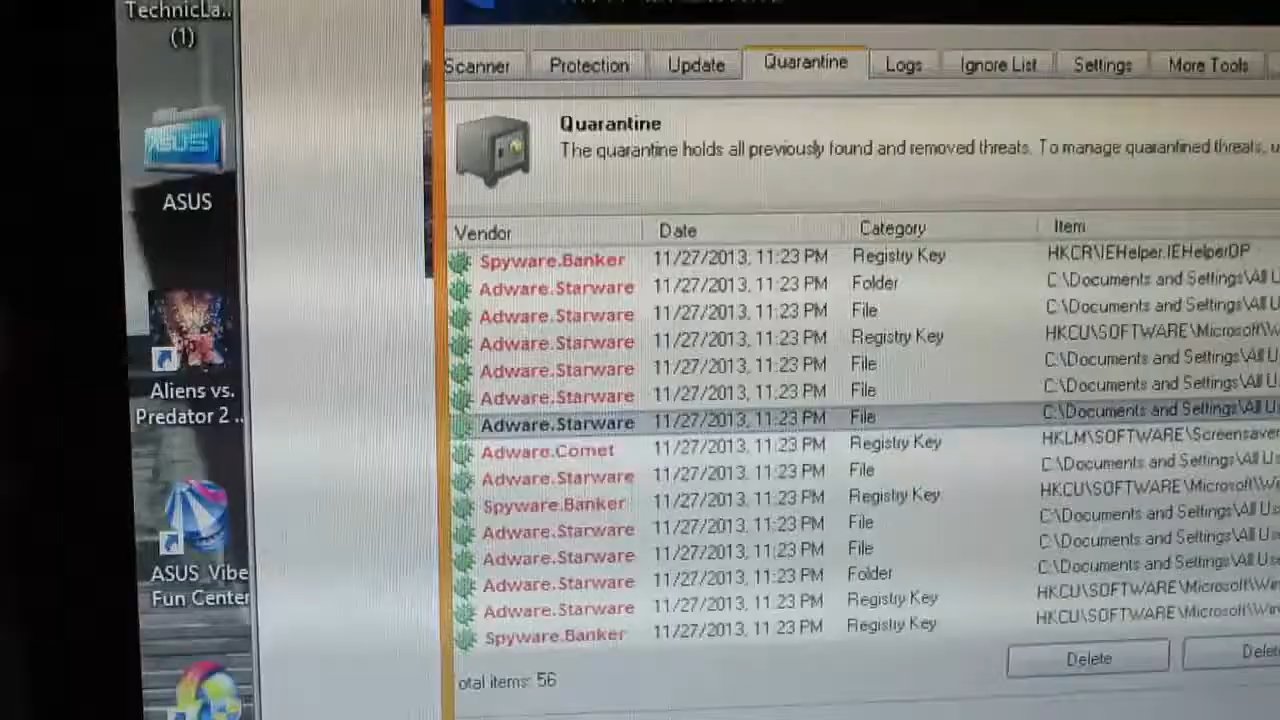 TechnicLa..
(1)
ASUS
ASUS
Aliens vs.
Predator 2 ..
ASUS Vibe
Fun Center
Scanner Protection Update Quarantine Logs Ignore List Settings More Tools
Quarantine
The quarantine holds all previously found and removed threats. To manage quarantined threats, u
Vendor Date Category Item
Spyware.Banker 11/27/2013, 11:23 PM Registry Key HKCR\IEHelper.IEHelperOP
Adware.Starware 11/27/2013, 11:23 PM Folder C:\Documents and Settings\All U
Adware.Starware 11/27/2013, 11:23 PM File C:\Documents and Settings\All U
Adware.Starware 11/27/2013, 11:23 PM Registry Key HKCU\SOFTWARE\Microsoft\W
Adware.Starware 11/27/2013, 11:23 PM File C:\Documents and Settings\All U
Adware.Starware 11/27/2013, 11:23 PM File C:\Documents and Settings\All U
Adware.Starware 11/27/2013, 11:23 PM File C:\Documents and Settings\All U
Adware.Comet 11/27/2013, 11:23 PM Registry Key HKLM\SOFTWARE\Screensaver
Adware.Starware 11/27/2013, 11:23 PM File C:\Documents and Settings\All Us
Spyware.Banker 11/27/2013, 11:23 PM Registry Key HKCU\SOFTWARE\Microsoft\Win
Adware.Starware 11/27/2013, 11:23 PM File C:\Documents and Settings\All Us
Adware.Starware 11/27/2013, 11:23 PM File C:\Documents and Settings\All Use
Adware.Starware 11/27/2013, 11:23 PM Folder C:\Documents and Settings\All Use
Adware.Starware 11/27/2013, 11:23 PM Registry Key HKCU\SOFTWARE\Microsoft\Win
Spyware.Banker 11/27/2013, 11:23 PM Registry Key HKCU\SOFTWARE\Microsoft\Win
otal items: 56
Delete Delet